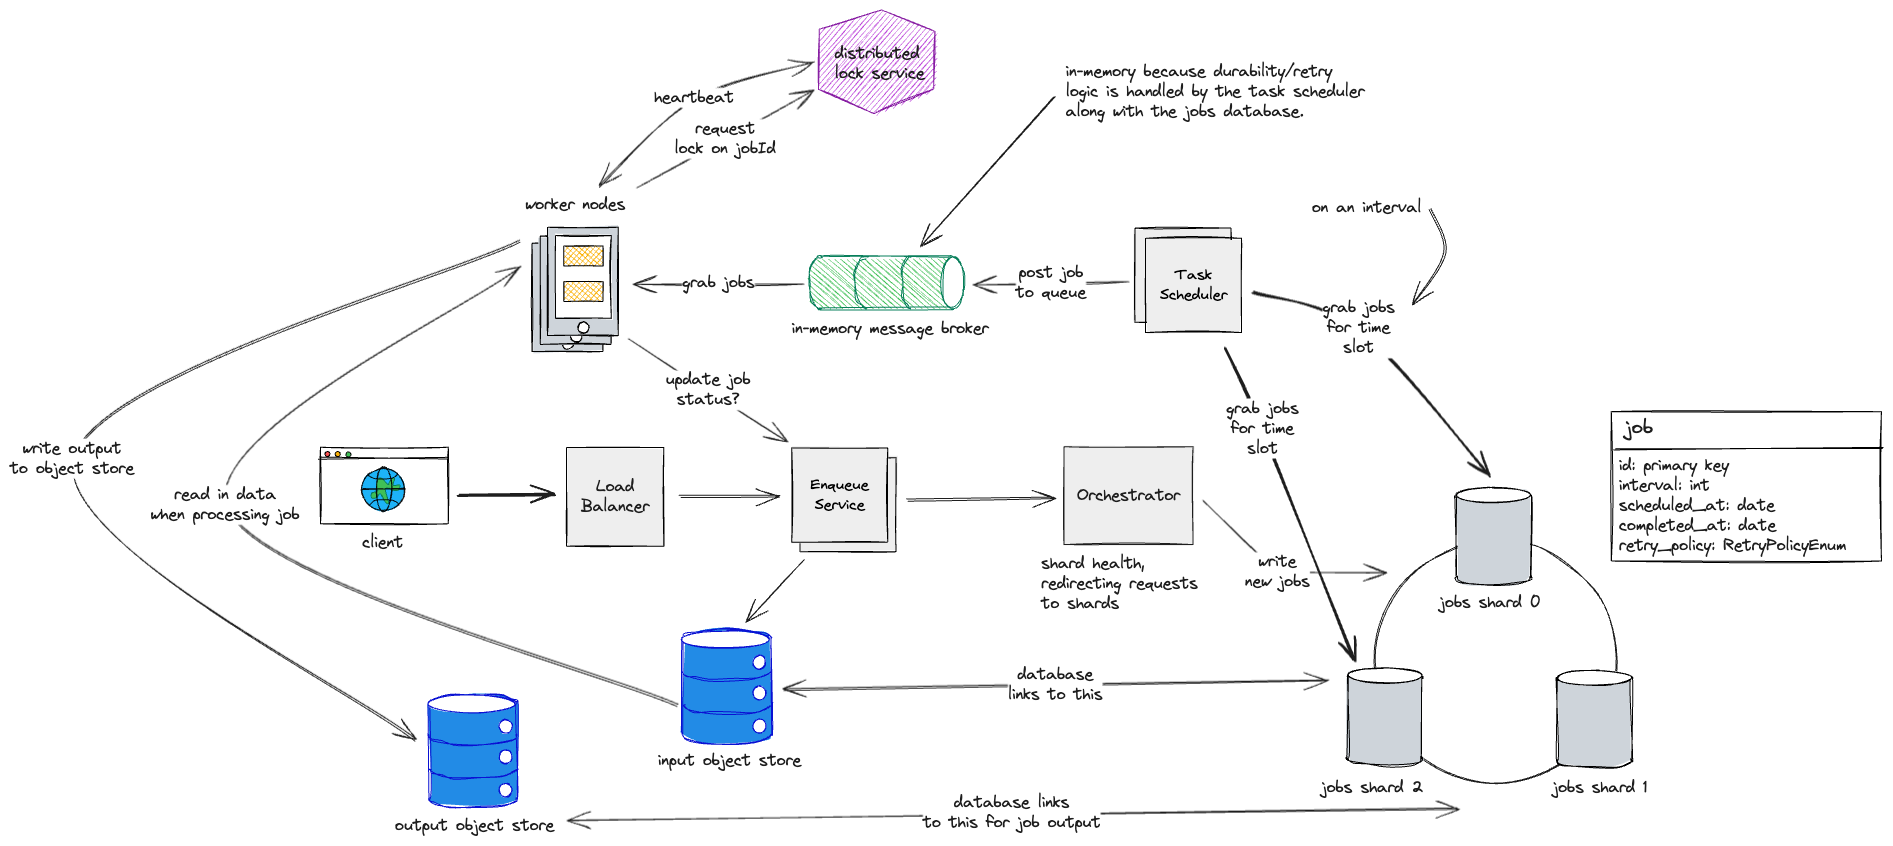 distributed
lock service
in-memory because durability/retry
logic is handled by the task scheduler
along with the jobs database.
heartbeat
request
lock on jobId
worker nodes
on an interval
grab jobs
post job
to queue
Task
Scheduler
in-memory message broker
grab jobs
for time
slot
update job
status?
grab jobs
for time
slot
write output
to object store
read in data
when processing job
client
Load
Balancer
Enqueue
Service
Orchestrator
shard health,
redirecting requests
to shards
write
new jobs
job
id: primary key
interval: int
scheduled_at: date
completed_at: date
retry_policy: RetryPolicyEnum
jobs shard 0
database
links to this
input object store
jobs shard 2
jobs shard 1
output object store
database links
to this for job output